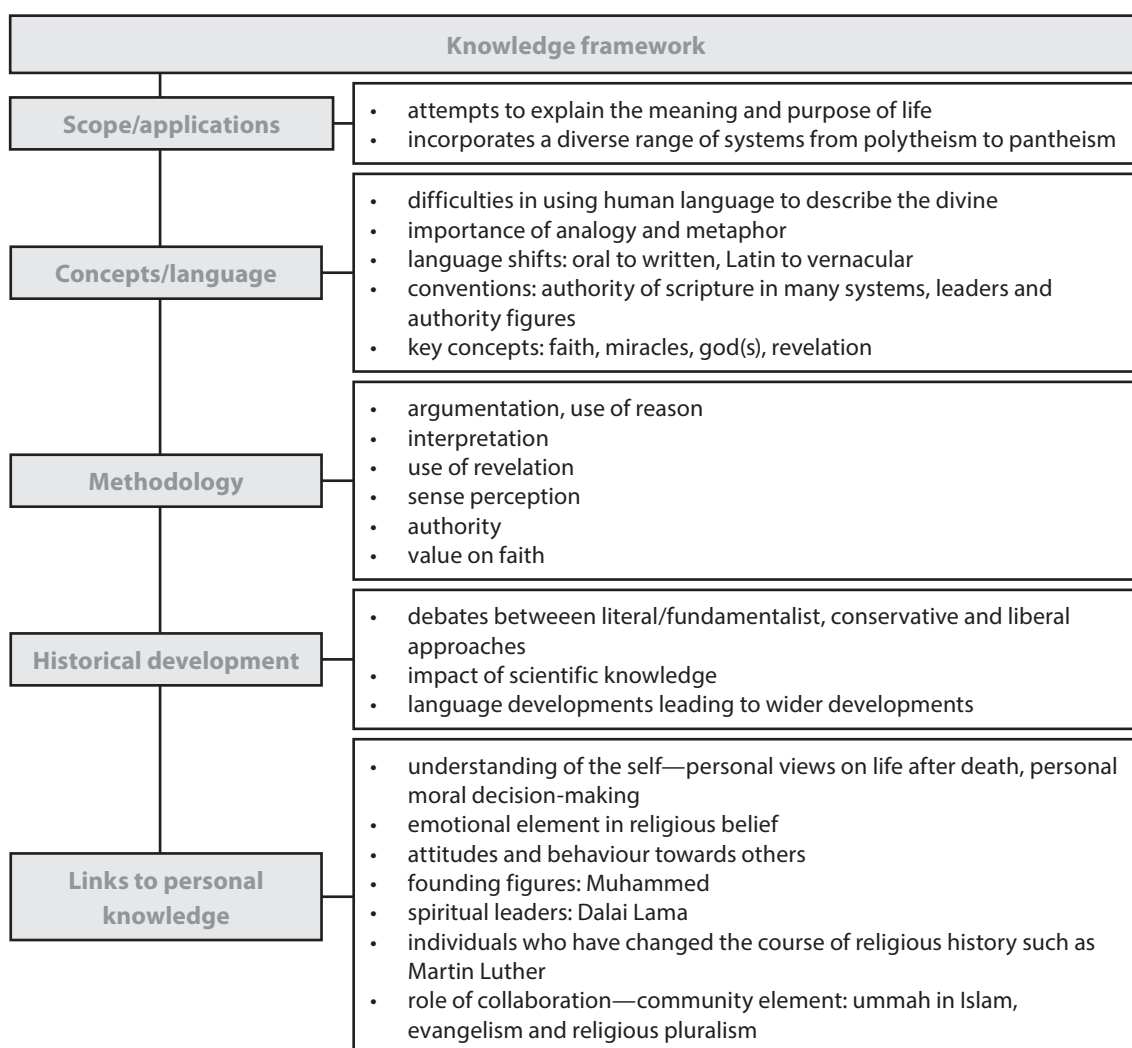 Knowledge framework
Scope/applications
• attempts to explain the meaning and purpose of life
• incorporates a diverse range of systems from polytheism to pantheism
Concepts/language
• difficulties in using human language to describe the divine
• importance of analogy and metaphor
• language shifts: oral to written, Latin to vernacular
• conventions: authority of scripture in many systems, leaders and
authority figures
• key concepts: faith, miracles, god(s), revelation
Methodology
• argumentation, use of reason
• interpretation
• use of revelation
• sense perception
• authority
• value on faith
Historical development
• debates betweeen literal/fundamentalist, conservative and liberal
approaches
• impact of scientific knowledge
• language developments leading to wider developments
Links to personal
knowledge
• understanding of the self—personal views on life after death, personal
moral decision-making
• emotional element in religious belief
• attitudes and behaviour towards others
• founding figures: Muhammed
• spiritual leaders: Dalai Lama
• individuals who have changed the course of religious history such as
Martin Luther
• role of collaboration—community element: ummah in Islam,
evangelism and religious pluralism